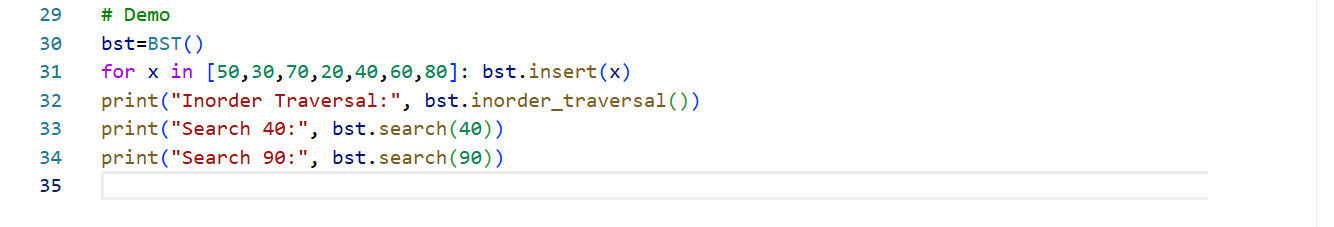 29 # Demo
30 bst=BST()
31 for x in [50,30,70,20,40,60,80]: bst.insert(x)
32 print("Inorder Traversal:", bst.inorder_traversal())
33 print("Search 40:", bst.search(40))
34 print("Search 90:", bst.search(90))
35